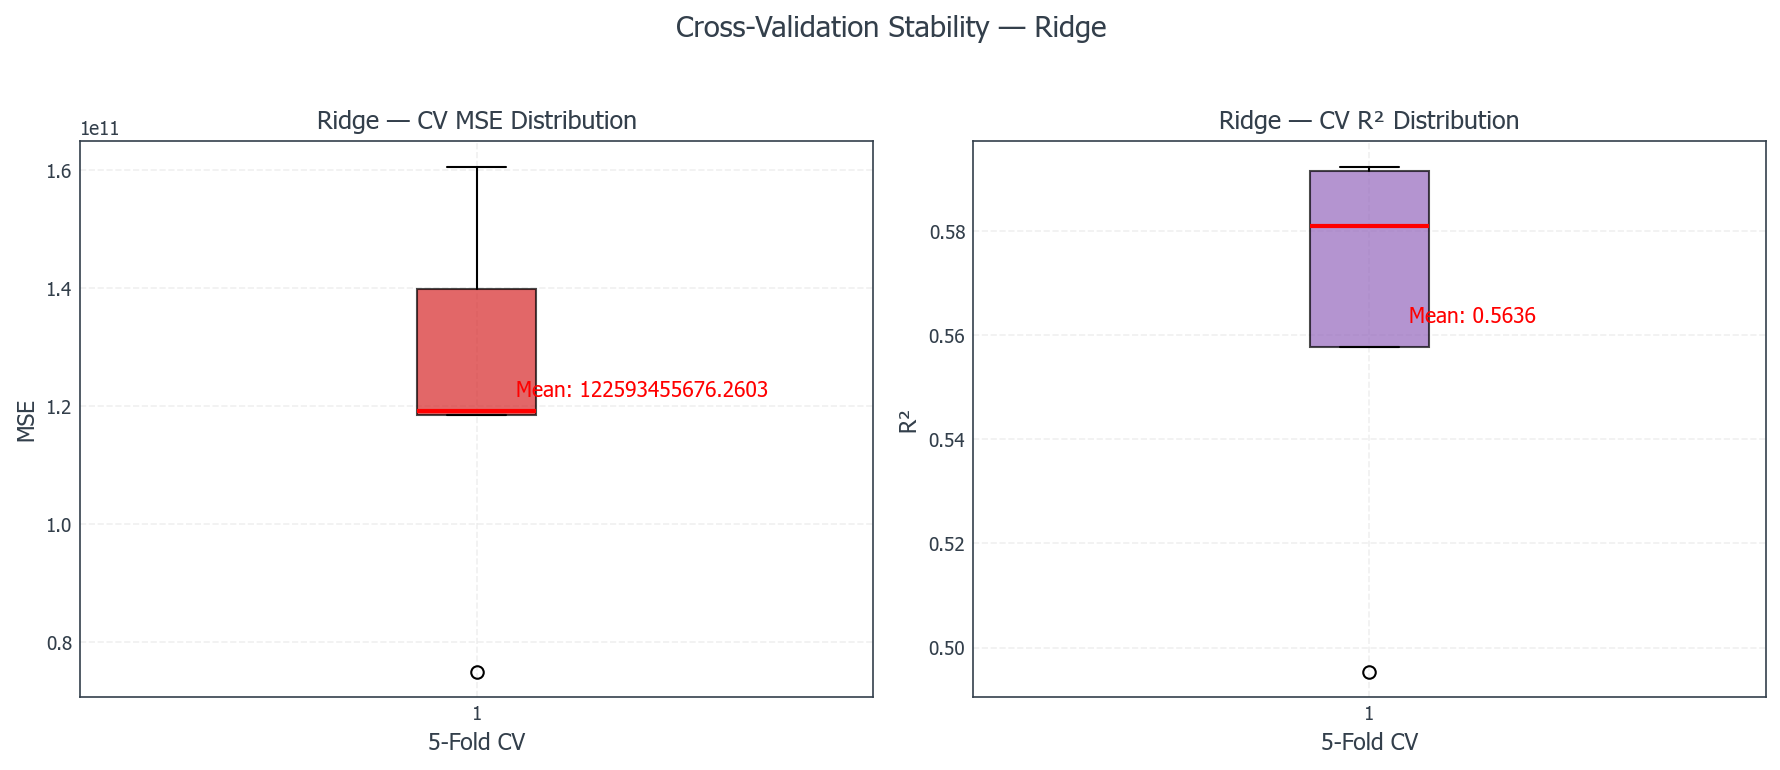 Cross-Validation Stability — Ridge
Ridge — CV MSE Distribution
1e11
1.6
1.4
1.2
1.0
0.8
MSE
Mean: 122593455676.2603
1
5-Fold CV
Ridge — CV R² Distribution
0.58
0.56
0.54
0.52
0.50
R²
Mean: 0.5636
1
5-Fold CV